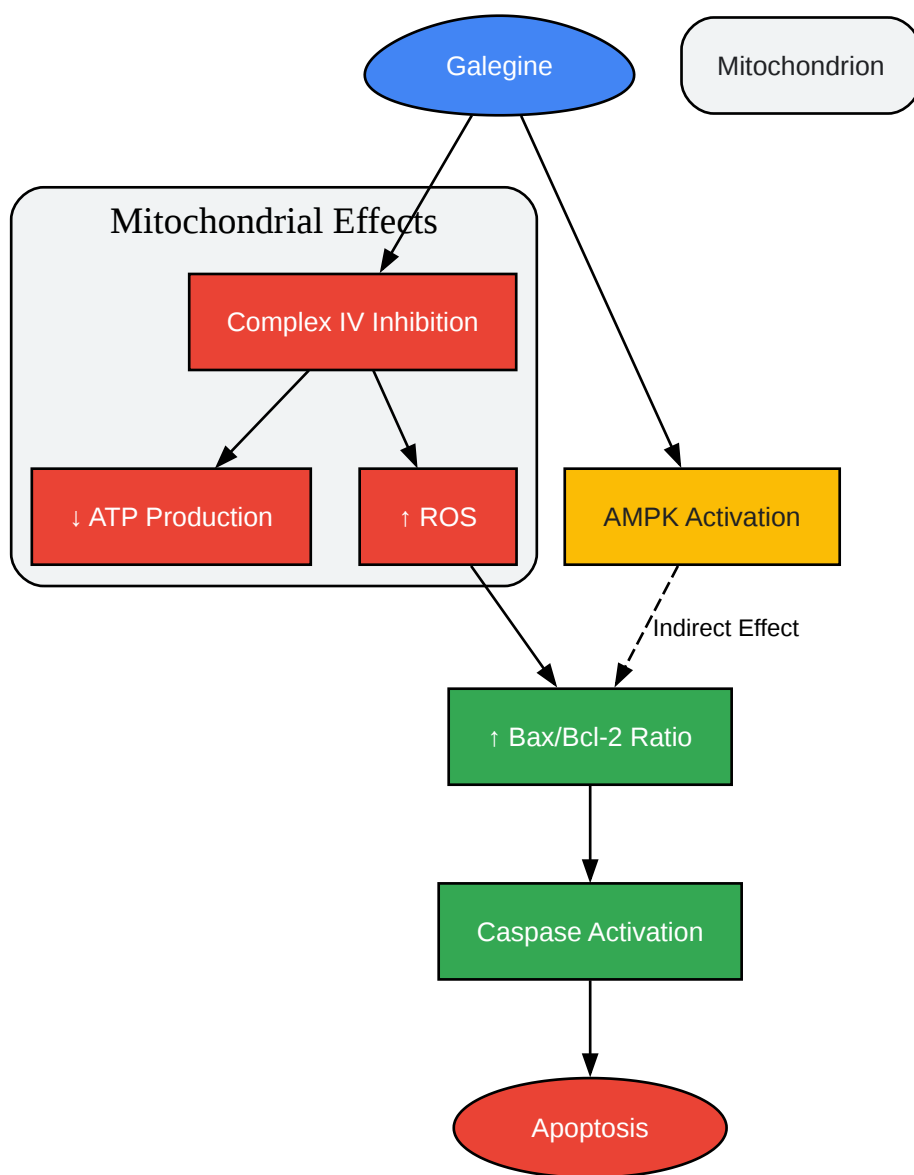 Galegine
Mitochondrion
Mitochondrial Effects
Complex IV Inhibition
↓ ATP Production
↑ ROS
AMPK Activation
Indirect Effect
↑ Bax/Bcl-2 Ratio
Caspase Activation
Apoptosis